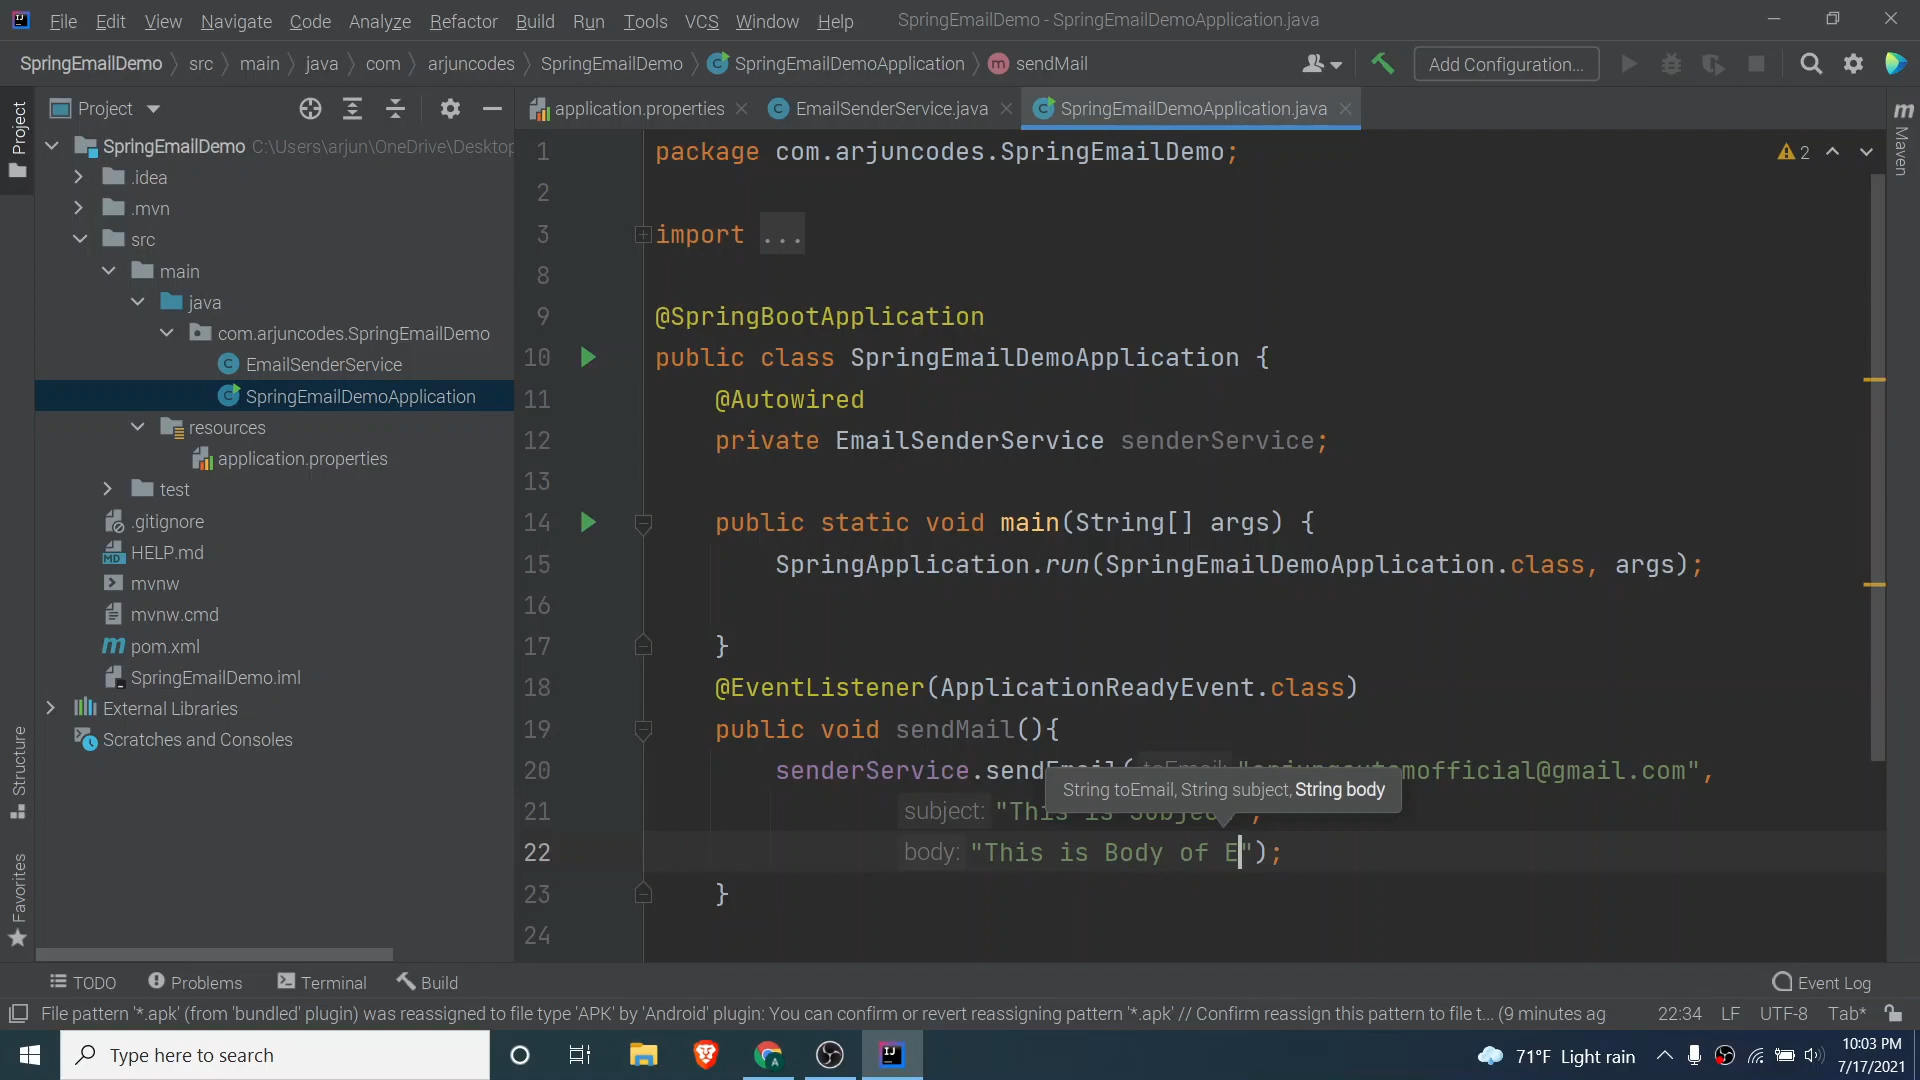 File Edit View Navigate Code Analyze Refactor Build Run Tools VCS Window Help SpringEmailDemo - SpringEmailDemoApplication.java
SpringEmailDemo src main java com arjuncodes SpringEmailDemo SpringEmailDemoApplication sendMail Add Configuration...
Project
application.properties EmailSenderService.java SpringEmailDemoApplication.java
Project
Structure
Favorites
Maven
SpringEmailDemo C:\Users\arjun\OneDrive\Desktop
.idea
.mvn
src
main
java
com.arjuncodes.SpringEmailDemo
EmailSenderService
SpringEmailDemoApplication
resources
application.properties
test
.gitignore
HELP.md
mvnw
mvnw.cmd
pom.xml
SpringEmailDemo.iml
External Libraries
Scratches and Consoles
1 package com.arjuncodes.SpringEmailDemo; 2
2
3 import ...
8
9 @SpringBootApplication
10 public class SpringEmailDemoApplication {
11 @Autowired
12 private EmailSenderService senderService;
13
14 public static void main(String[] args) {
15 SpringApplication.run(SpringEmailDemoApplication.class, args);
16
17 }
18 @EventListener(ApplicationReadyEvent.class)
19 public void sendMail(){
20 senderService. mofficial@gmail.com",
String toEmail, String subject, String body
21 subject: "This is
22 body: "This is Body of E");
23 }
24
TODO Problems Terminal Build Event Log
File pattern '*.apk' (from 'bundled' plugin) was reassigned to file type 'APK' by 'Android' plugin: You can confirm or revert reassigning pattern '*.apk' // Confirm reassign this pattern to file t... (9 minutes ag 22:34 LF UTF-8 Tab*
Type here to search 71°F Light rain 10:03 PM
7/17/2021